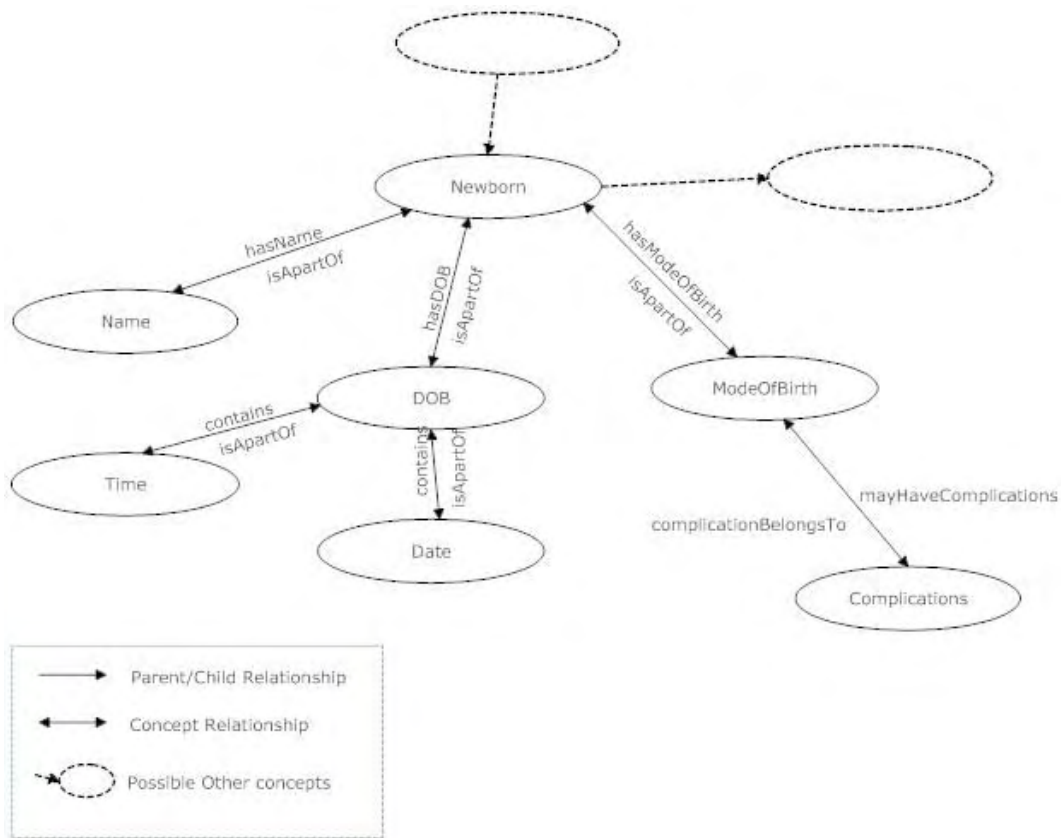 Newborn
hasName
isApartOf
hasDOB
isApartOf
hasModeOfBirth
isApartOf
Name
DOB
ModeOfBirth
contains
isApartOf
contains
isApartOf
Time
Date
mayHaveComplications
complicationBelongsTo
Complications
Parent/Child Relationship
Concept Relationship
Possible Other concepts